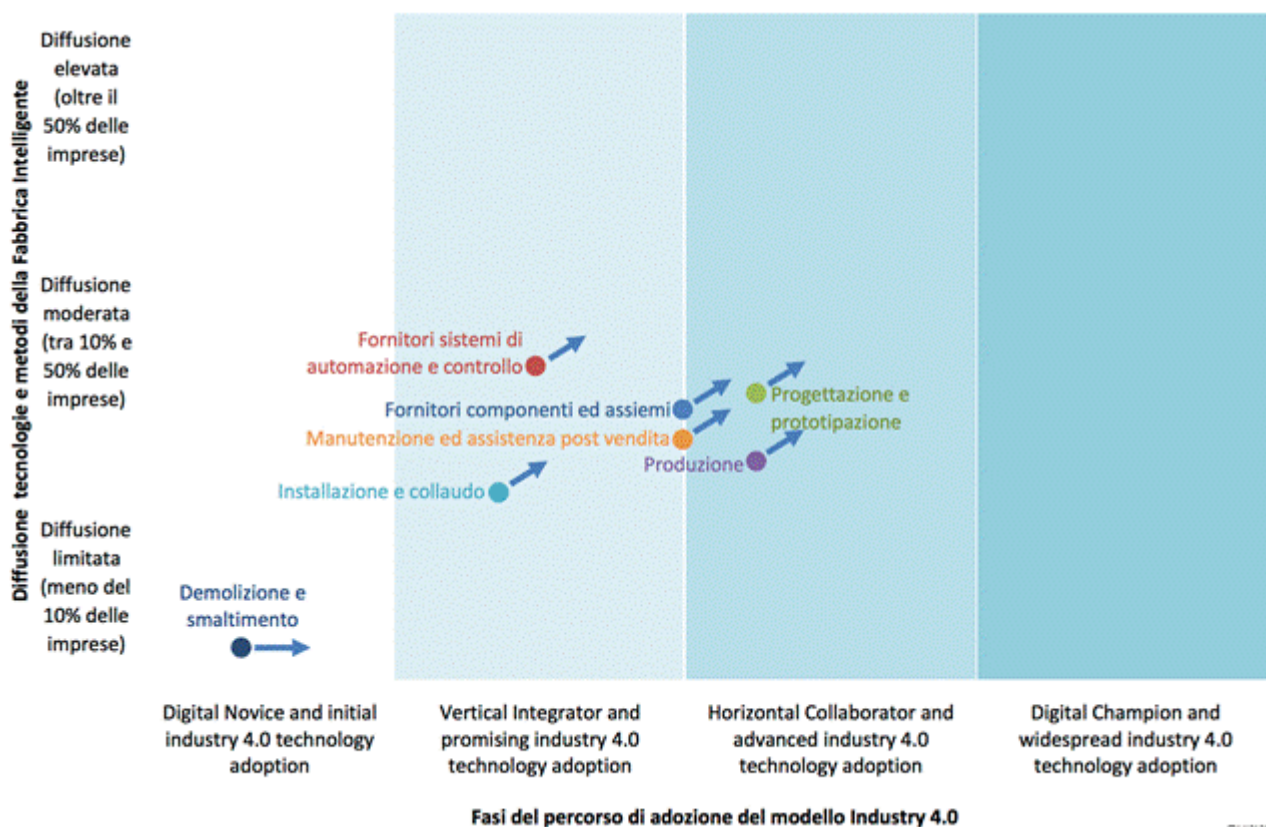 Diffusione tecnologie e metodi della Fabbrica Intelligente
Diffusione
elevata
(oltre il
50% delle
imprese)
Diffusione
moderata
(tra 10% e
50% delle
imprese)
Diffusione
limitata
(meno del
10% delle
imprese)
Fornitori sistemi di
automazione e controllo
Fornitori componenti ed assiemi
Manutenzione ed assistenza post vendita
Progettazione e
prototipazione
Produzione
Installazione e collaudo
Demolizione e
smaltimento
Digital Novice and initial
industry 4.0 technology
adoption
Vertical Integrator and
promising industry 4.0
technology adoption
Horizontal Collaborator and
advanced industry 4.0
technology adoption
Digital Champion and
widespread industry 4.0
technology adoption
Fasi del percorso di adozione del modello Industry 4.0